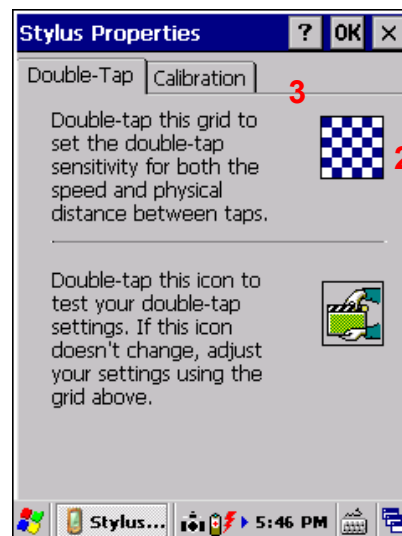 Stylus Properties ? OK ×
Double-Tap Calibration
3
Double-tap this grid to
set the double-tap
sensitivity for both the
speed and physical
distance between taps.
2
Double-tap this icon to
test your double-tap
settings. If this icon
doesn't change, adjust
your settings using the
grid above.
Stylus... 5:46 PM